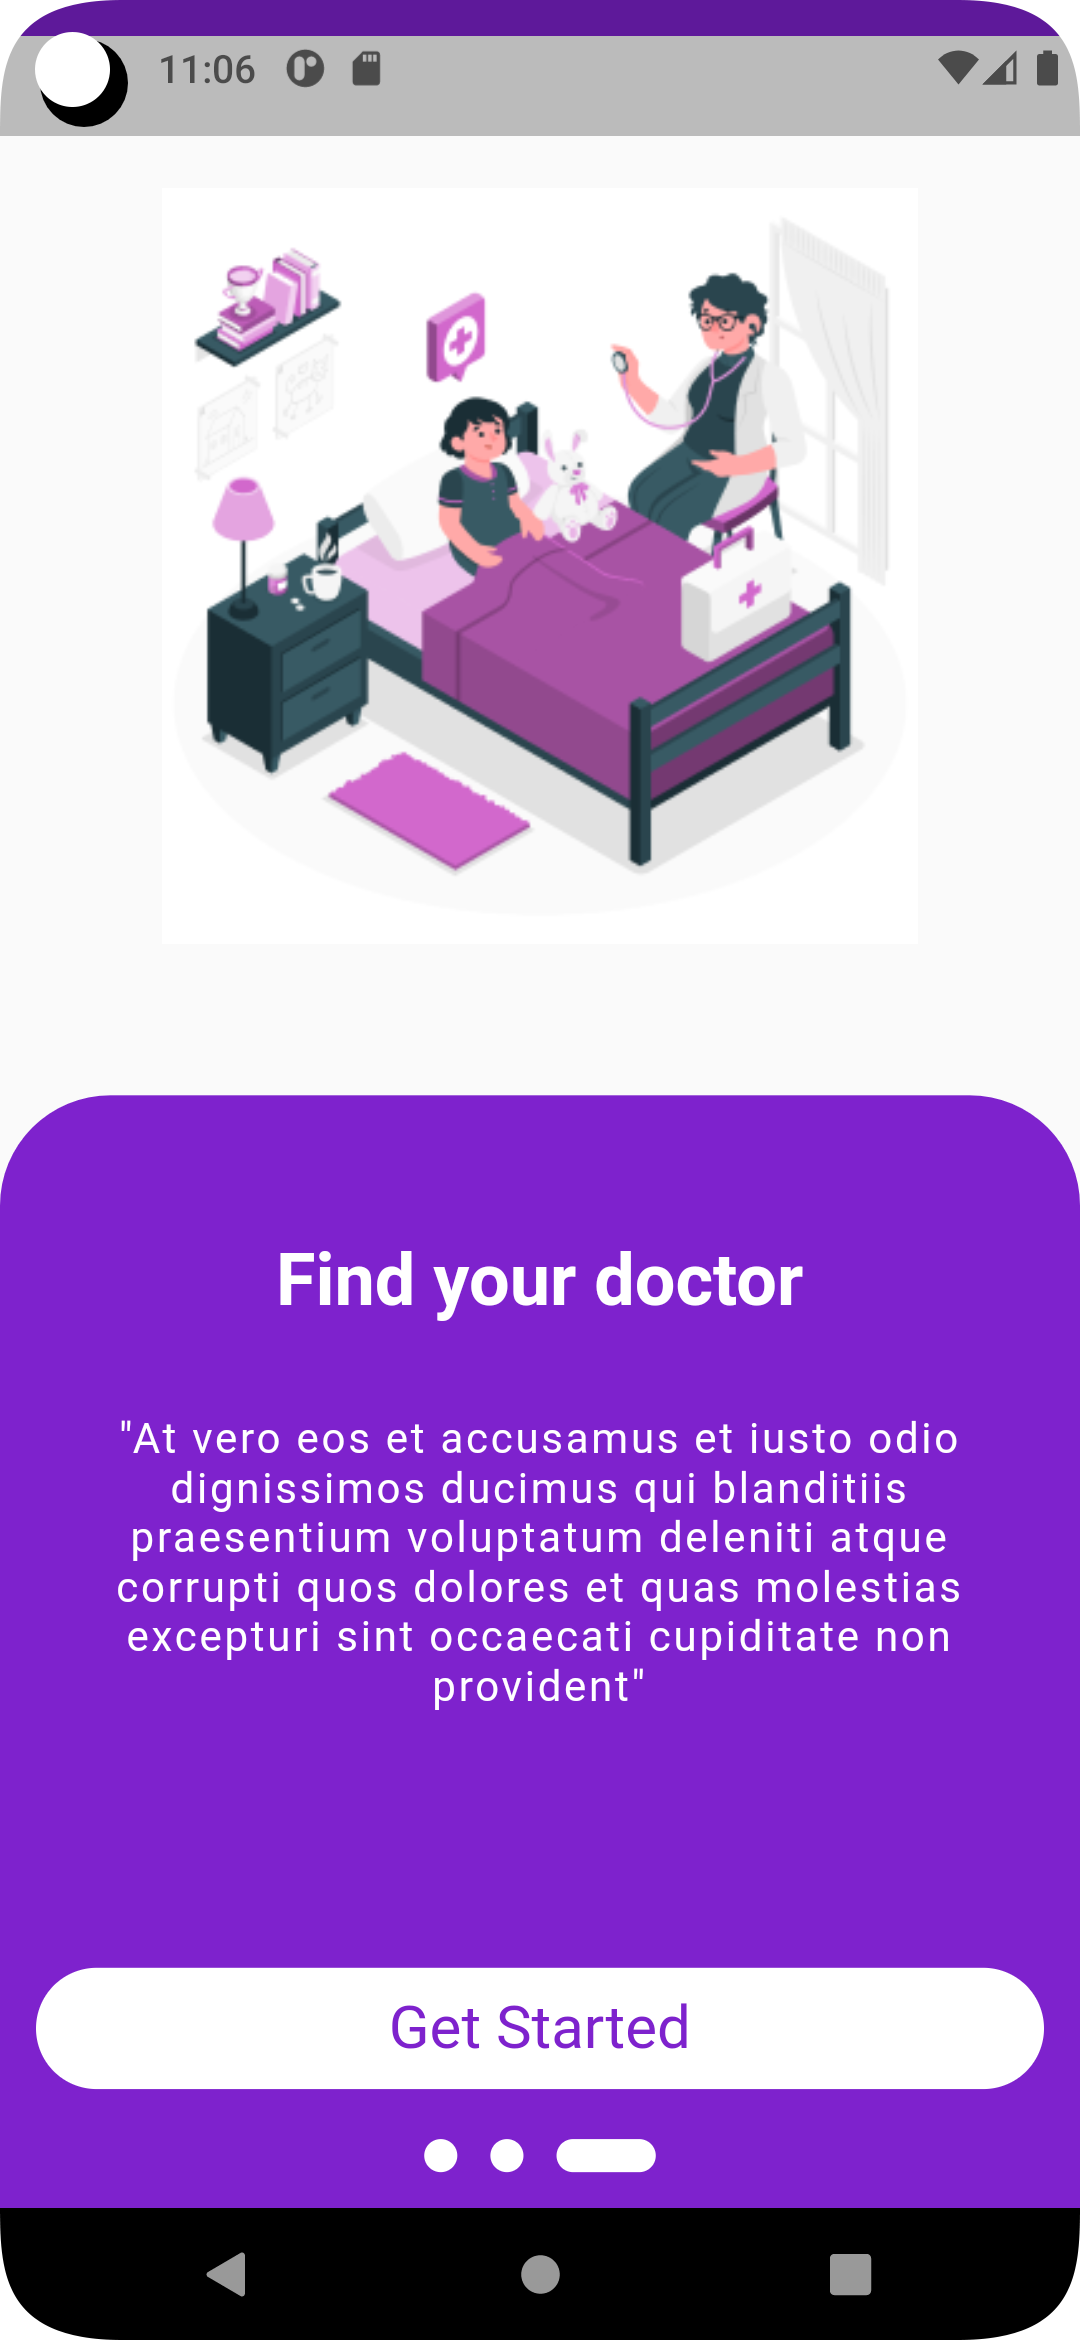 11:06
Find your doctor
"At vero eos et accusamus et iusto odio
dignissimos ducimus qui blanditiis
praesentium voluptatum deleniti atque
corrupti quos dolores et quas molestias
excepturi sint occaecati cupiditate non
provident"
Get Started